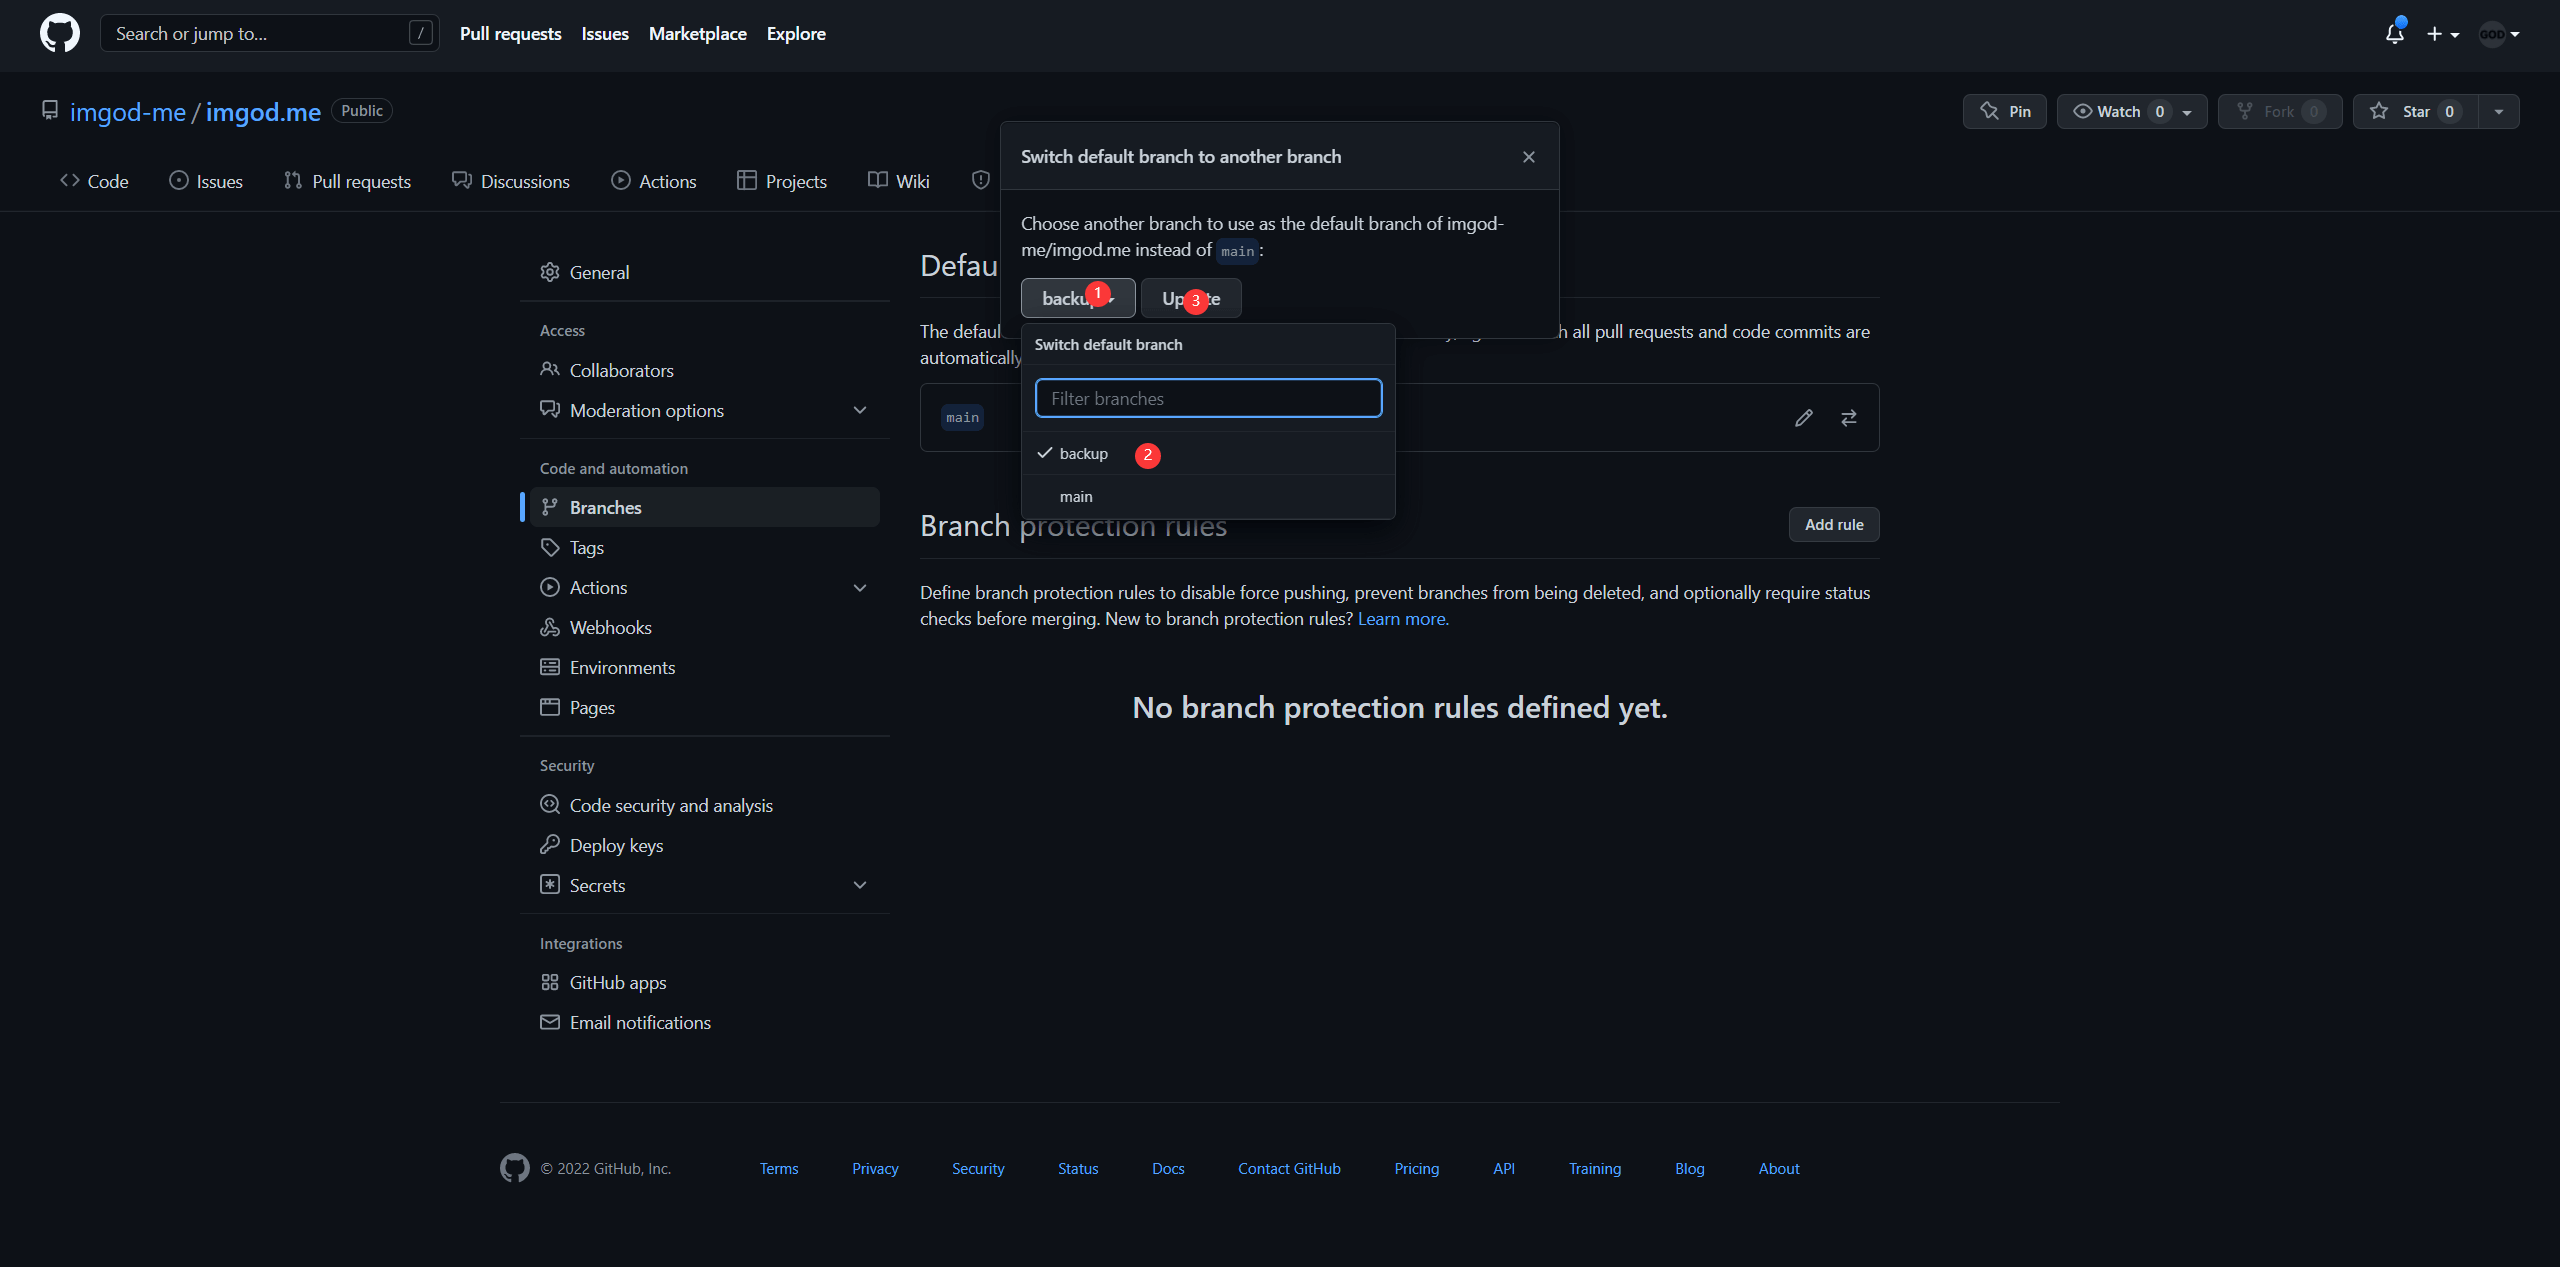 Search or jump to...
/
Pull requests
Issues
Marketplace
Explore
GOD
imgod-me / imgod.me
Public
Pin
Watch 0
Fork 0
Star 0
Code
Issues
Pull requests
Discussions
Actions
Projects
Wiki
Switch default branch to another branch
Choose another branch to use as the default branch of imgod-
me/imgod.me instead of main :
1
3
Switch default branch
Filter branches
backup
2
main
General
Access
Collaborators
Moderation options
Code and automation
Branches
Tags
Actions
Webhooks
Environments
Pages
Security
Code security and analysis
Deploy keys
Secrets
Integrations
GitHub apps
Email notifications
The
all pull requests and code commits are
automatically
main
Branch protection rules
Add rule
Define branch protection rules to disable force pushing, prevent branches from being deleted, and optionally require status
checks before merging. New to branch protection rules? Learn more.
No branch protection rules defined yet.
© 2022 GitHub, Inc.
Terms
Privacy
Security
Status
Docs
Contact GitHub
Pricing
API
Training
Blog
About